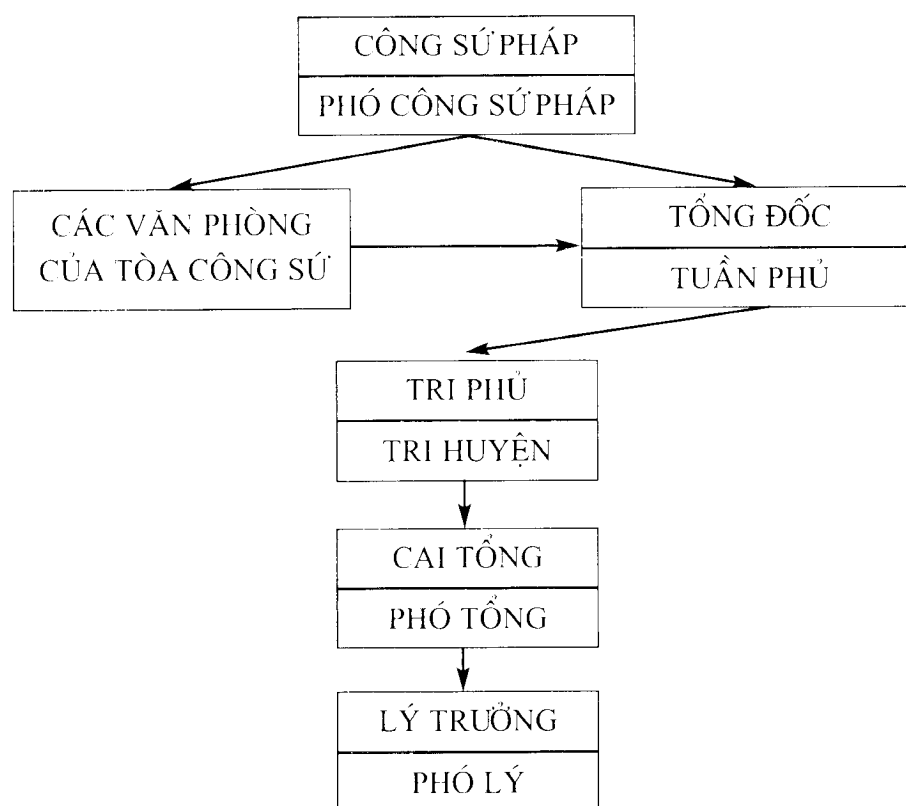 CÔNG SỨ PHÁP
PHÓ CÔNG SỨ PHÁP
CÁC VĂN PHÒNG
CỦA TÒA CÔNG SỨ
TỔNG ĐỐC
TUẦN PHỦ
TRI PHỦ
TRI HUYỆN
CAI TỔNG
PHÓ TỔNG
LÝ TRƯỞNG
PHÓ LÝ